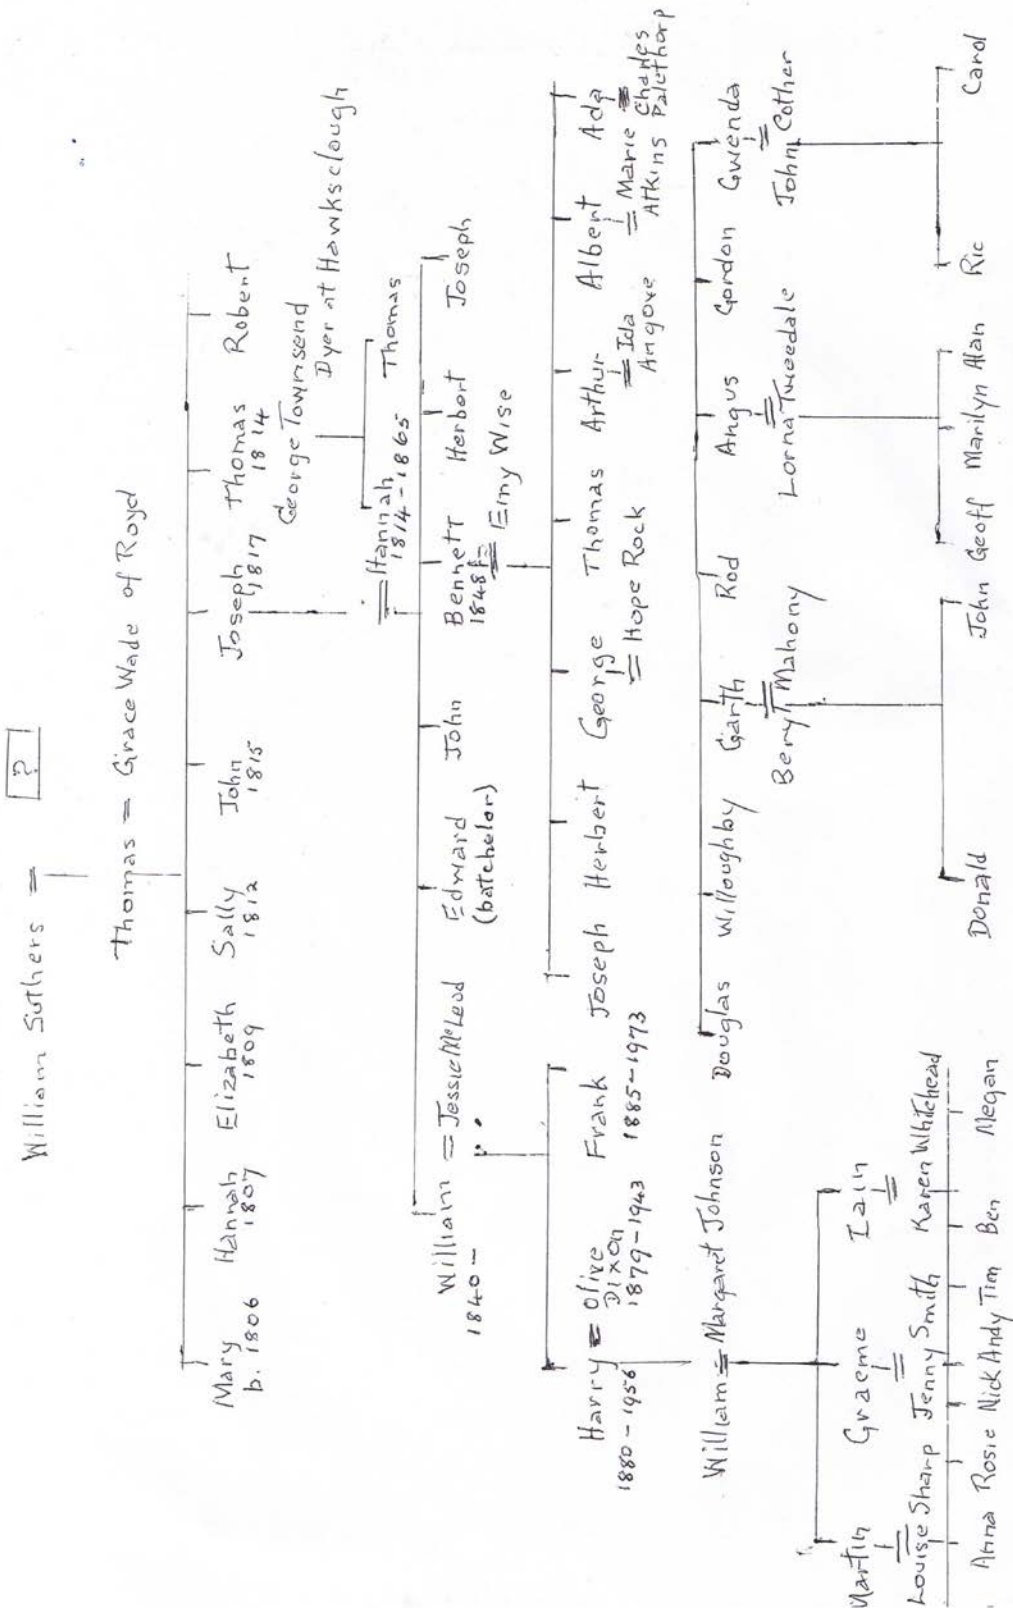 William Suthers = ?
Thomas = Grace Wade of Royd
Mary Hannah Elizabeth Sally John Joseph Thomas Robert
b. 1806 1807 1809 1812 1815 1817 1814
George Townsend
Dyer at Hawksclough
= Hannah Thomas
1814-1865
William = Jessie McLeod Edward John Bennett Herbert Joseph
1840- (batchelor) 1848
= Emy Wise
Harry = Olive Dixon Frank Joseph Herbert George Thomas Arthur Albert Ada
1880-1956 1879-1943 1885-1973
= Hope Rock = Ida Angove = Marie Atkins = Charles Palethorp
William = Margaret Johnson Douglas Willoughby Garth Rod Angus Gordon Gwenda
= Beryl Mahony = Lorna Tweedale = John Cother
Martin Graeme Iain
= = =
Louise Sharp Jenny Smith Karen Whitehead
Anna Rosie Nick Andy Tim Ben Megan Donald John Geoff Marilyn Alan Ric Carol